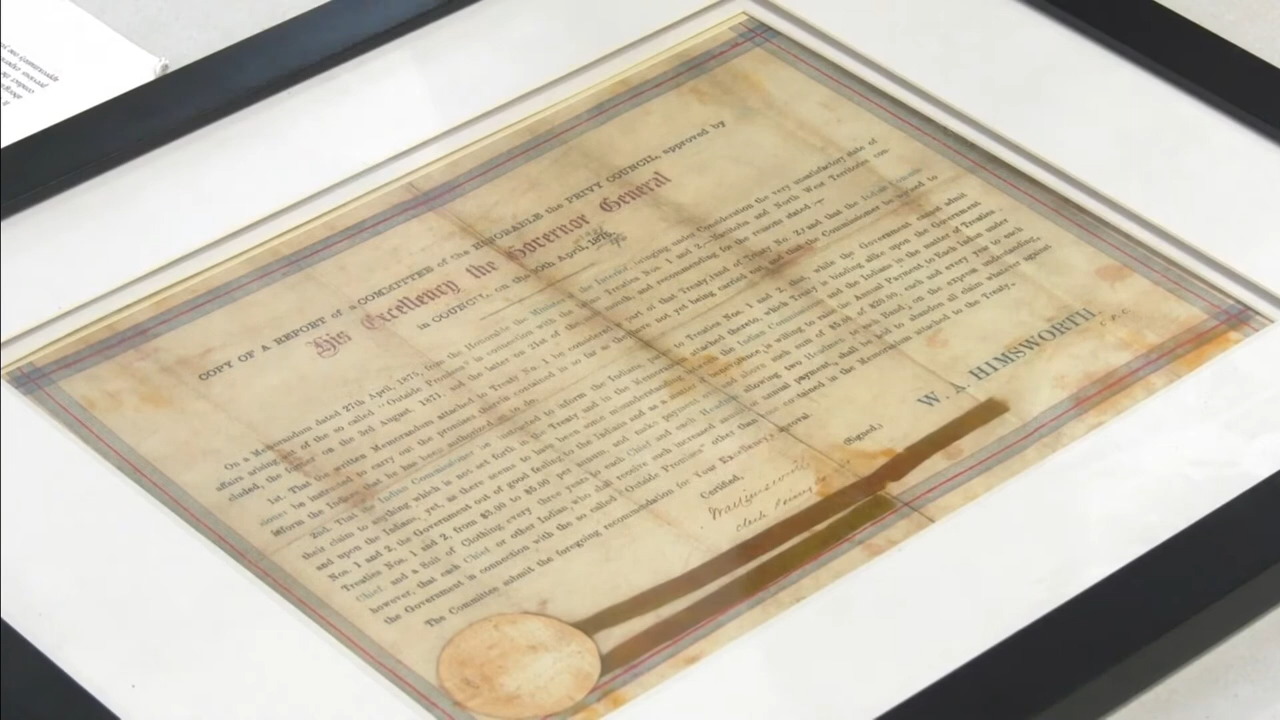 COPY OF A REPORT of a COMMITTEE of the HONORABLE the PRIVY COUNCIL, approved by
His Excellency the Governor General
in COUNCIL, on the 30th April, 1875.
On a Memorandum dated 27th April, 1875, from the Honorable the Minister of the Interior, bringing under Consideration the very unsatisfactory state of
affairs arising out of the so called "Outside Promises" in connection with the Treaties Nos. 1 and 2—Manitoba and North West Territories con-
cluded, the former on the 3rd August, 1871, and the latter on 21st of the same month, and recommending for the reasons stated
1st. That the written Memorandum attached to Treaty No. 1 be considered as part of that Treaty and of Treaty No. 2, and that the Indian Commis-
sioner be instructed to carry out the promises therein contained in so far as they have not yet been carried out, and that the Commissioner be advised to
inform the Indians that he has been authorized so to do.
2nd. That the Indian Commissioner be instructed to inform the Indians, to Treaties Nos. 1 and 2, that, while the Government cannot admit
their claim to anything which is not set forth in the Treaty and in the Memorandum attached thereto, which Treaty is binding alike upon the Government
and upon the Indians, yet, as there seems to have been some misunderstanding between the Indian Commissioner and the Indians in the matter of Treaties
Nos. 1 and 2, the Government out of good feeling to the Indians and as a matter of benevolence, is willing to raise the Annual Payment to each Indian under
Treaties Nos. 1 and 2, from $3.00 to $5.00 per annum, and make payment over and above such sum of $5.00, of $20.00, each and every year to each
Chief, and a Suit of Clothing every three years to each Chief and each Headman, allowing two Headmen to each Band, on the express understanding,
however, that each Chief or other Indian, who shall receive such increased annuity or annual payment, shall be held to abandon all claim whatever against
the Government in connection with the so called "Outside Promises" other than those contained in the Memorandum attached to the Treaty.
The Committee submit the foregoing recommendation for Your Excellency's approval.
(Signed,)
W. A. HIMSWORTH,
C.P.C.
Certified.
W A Himsworth
Clerk Privy